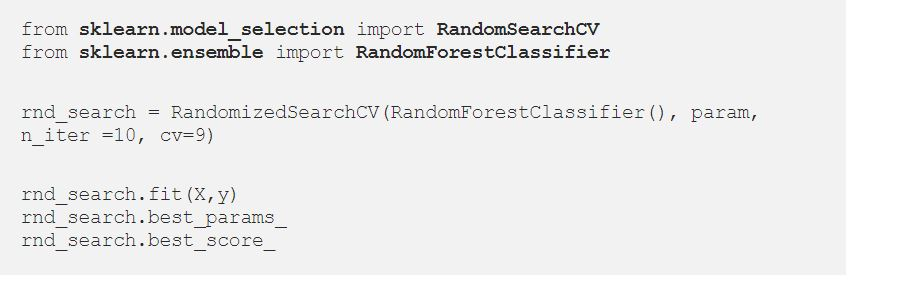 from sklearn.model_selection import RandomSearchCV
from sklearn.ensemble import RandomForestClassifier
rnd_search = RandomizedSearchCV(RandomForestClassifier(), param,
n_iter =10, cv=9)
rnd_search.fit(X,y)
rnd_search.best_params_
rnd_search.best_score_